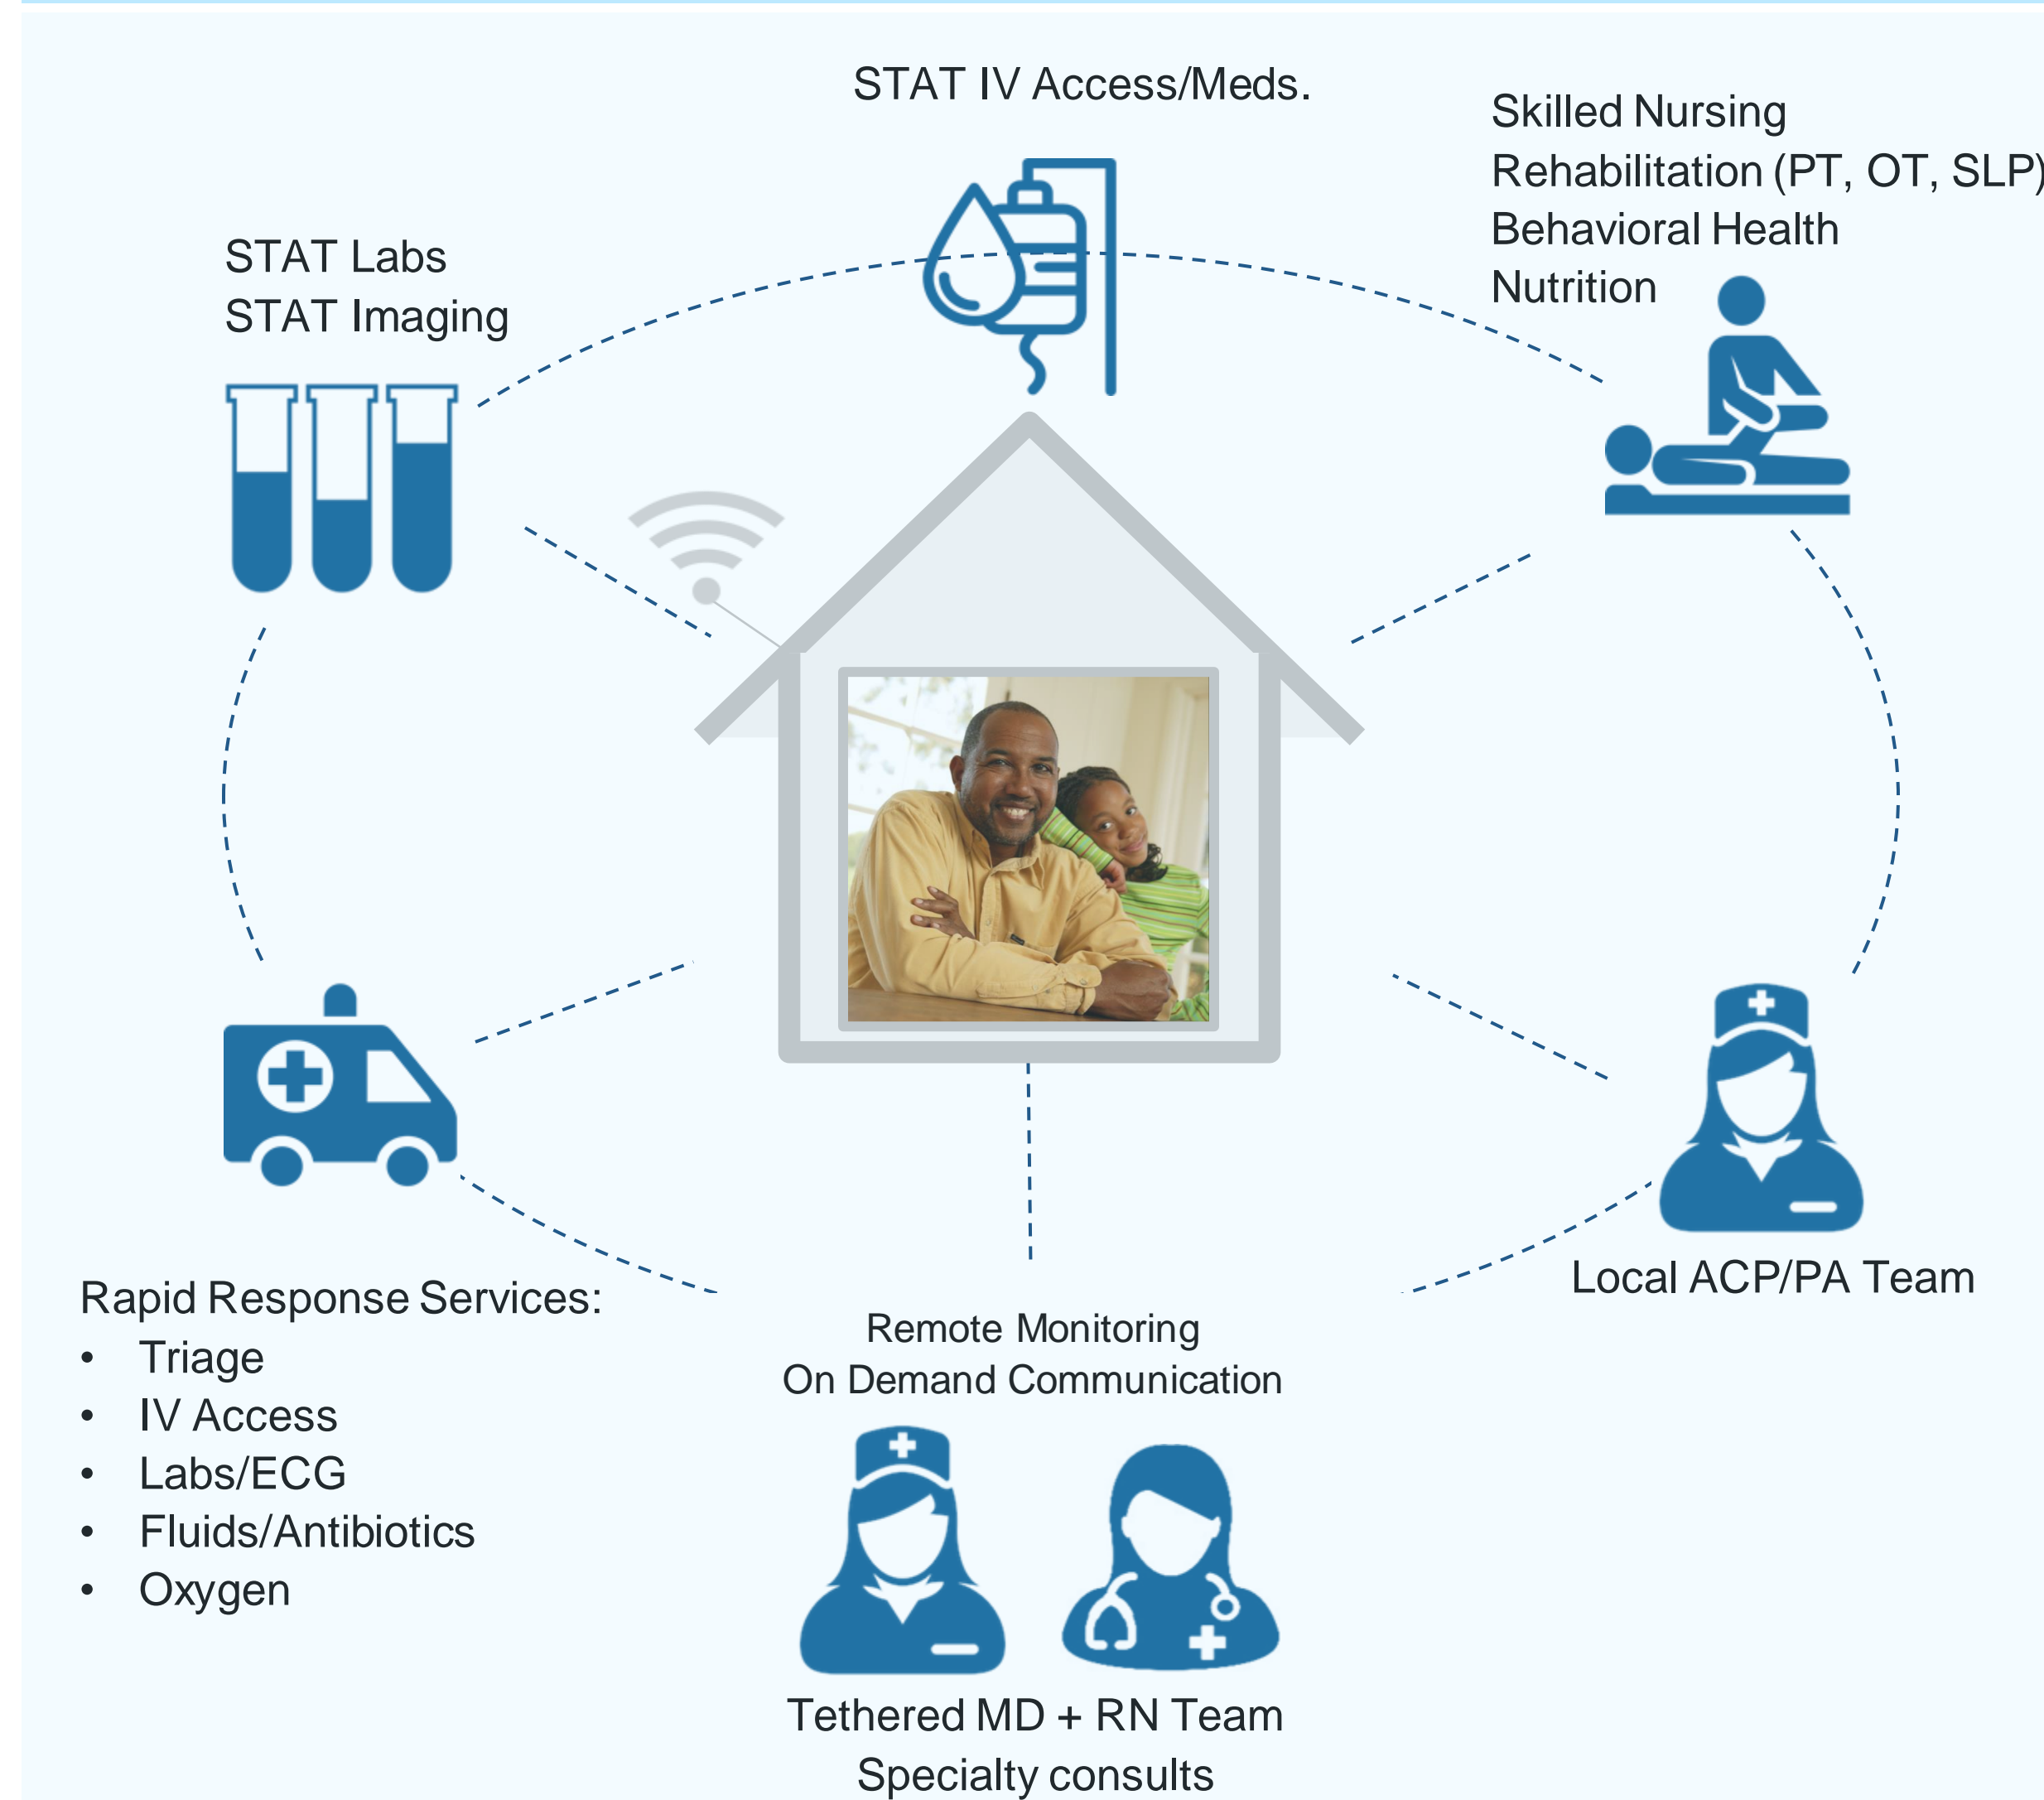 STAT IV Access/Meds.
Skilled Nursing
Rehabilitation (PT, OT, SLP)
Behavioral Health
Nutrition
STAT Labs
STAT Imaging
Local ACP/PA Team
Rapid Response Services:
• Triage
• IV Access
• Labs/ECG
• Fluids/Antibiotics
• Oxygen
Remote Monitoring
On Demand Communication
Tethered MD + RN Team
Specialty consults